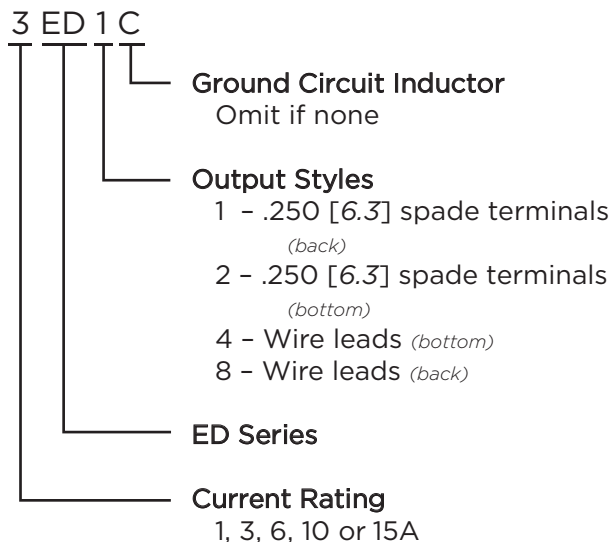 3 ED 1 C
Ground Circuit Inductor
Omit if none
Output Styles
1 – .250 [6.3] spade terminals
(back)
2 – .250 [6.3] spade terminals
(bottom)
4 – Wire leads (bottom)
8 – Wire leads (back)
ED Series
Current Rating
1, 3, 6, 10 or 15A